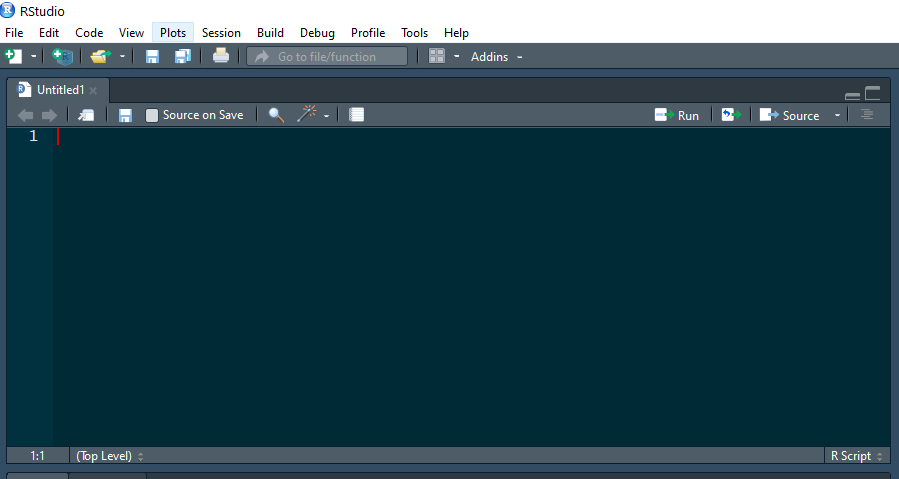 RStudio
File Edit Code View Plots Session Build Debug Profile Tools Help
Go to file/function Addins
Untitled1
Source on Save Run Source
1
1:1 (Top Level) R Script